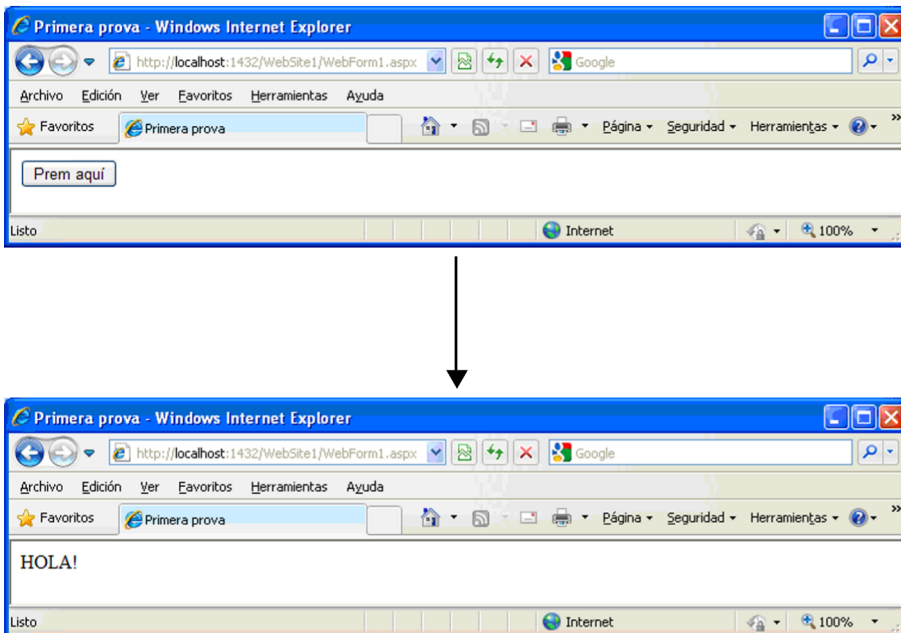 Primera prova - Windows Internet Explorer
http://localhost:1432/WebSite1/WebForm1.aspx Google
Archivo Edición Ver Favoritos Herramientas Ayuda
Favoritos Primera prova Página Seguridad Herramientas »
Prem aquí
Listo Internet 100%
Primera prova - Windows Internet Explorer
http://localhost:1432/WebSite1/WebForm1.aspx Google
Archivo Edición Ver Favoritos Herramientas Ayuda
Favoritos Primera prova Página Seguridad Herramientas »
HOLA!
Listo Internet 100%